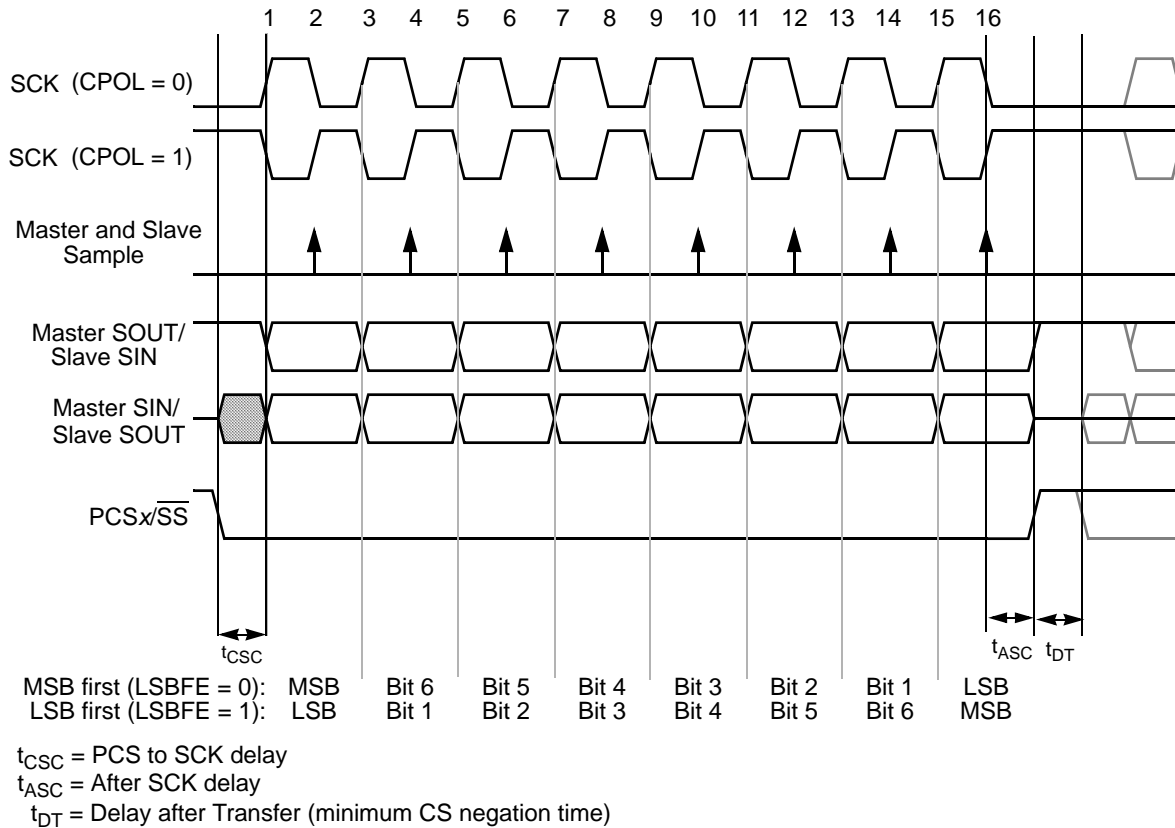 1 2 3 4 5 6 7 8 9 10 11 12 13 14 15 16
SCK (CPOL = 0)
SCK (CPOL = 1)
Master and Slave
Sample
Master SOUT/
Slave SIN
Master SIN/
Slave SOUT
PCSx/SS
tCSC
tASC
tDT
MSB first (LSBFE = 0): MSB Bit 6 Bit 5 Bit 4 Bit 3 Bit 2 Bit 1 LSB
LSB first (LSBFE = 1): LSB Bit 1 Bit 2 Bit 3 Bit 4 Bit 5 Bit 6 MSB
tCSC = PCS to SCK delay
tASC = After SCK delay
tDT = Delay after Transfer (minimum CS negation time)